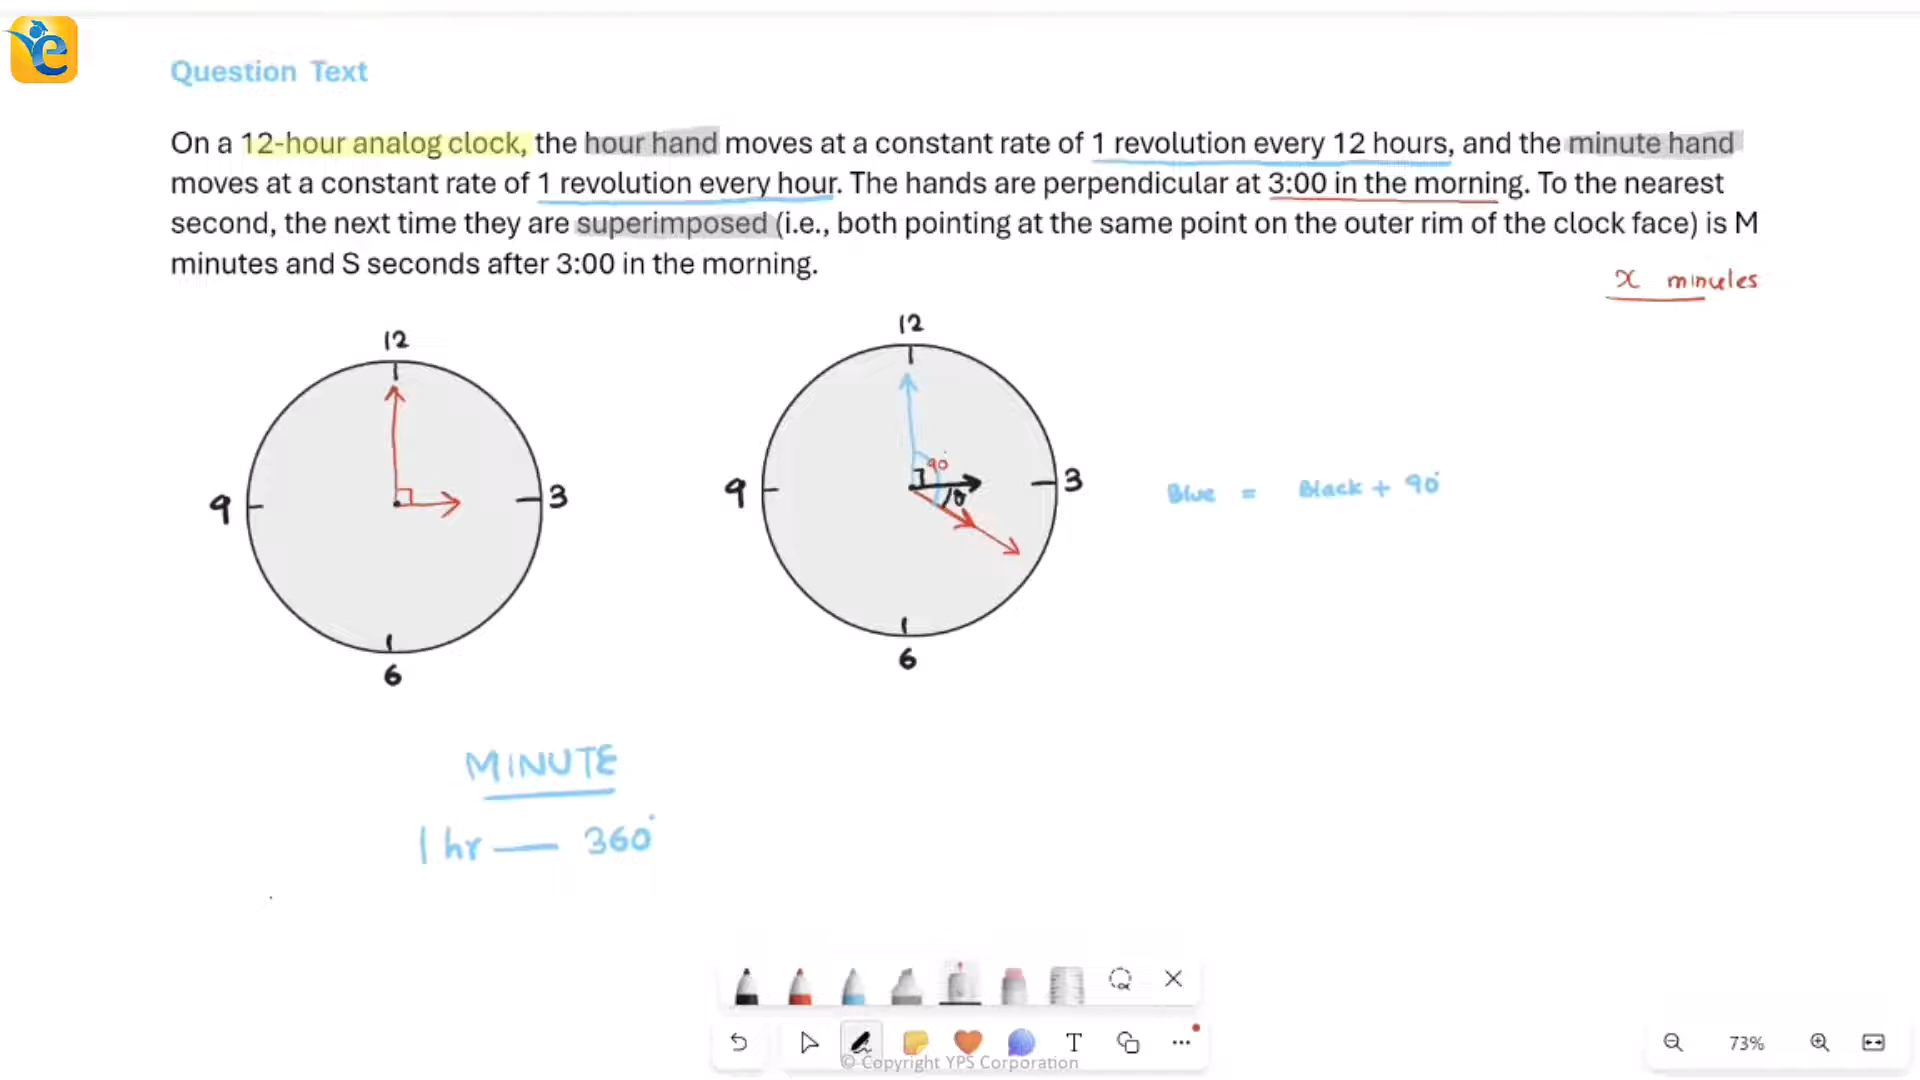 e
Question Text
On a 12-hour analog clock, the hour hand moves at a constant rate of 1 revolution every 12 hours, and the minute hand
moves at a constant rate of 1 revolution every hour. The hands are perpendicular at 3:00 in the morning. To the nearest
second, the next time they are superimposed (i.e., both pointing at the same point on the outer rim of the clock face) is M
minutes and S seconds after 3:00 in the morning.
x minutes
12
9
3
6
12
9
90°
3
6
Blue = Black + 90°
MINUTE
1 hr — 360°
T
© Copyright YPS Corporation
73%